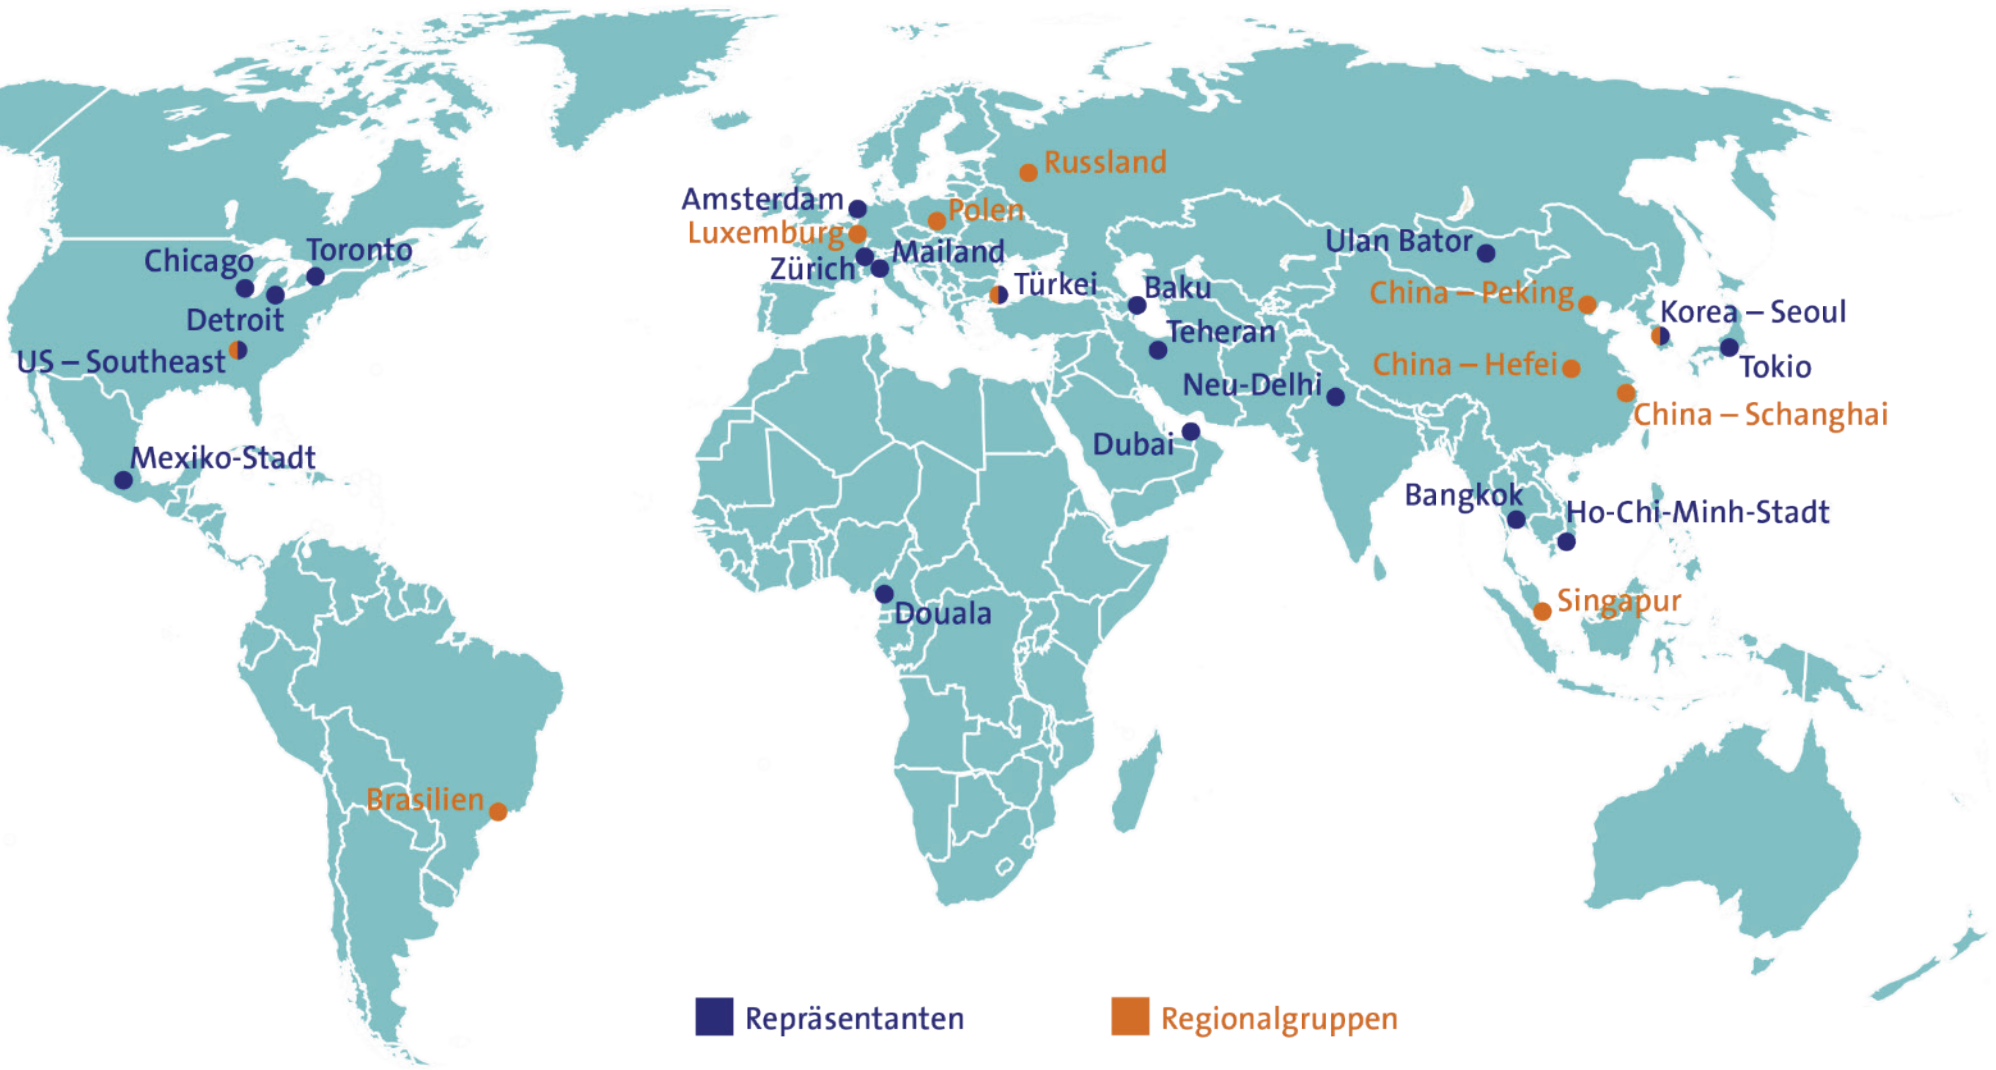 Russland
Amsterdam
Polen
Luxemburg
Ulan Bator
Toronto
Chicago
Mailand
Zürich
Türkei
Baku
China – Peking
Korea – Seoul
Detroit
Teheran
US – Southeast
China – Hefei
Tokio
Neu-Delhi
China – Schanghai
Dubai
Mexiko-Stadt
Bangkok
Ho-Chi-Minh-Stadt
Singapur
Douala
Brasilien
Repräsentanten
Regionalgruppen